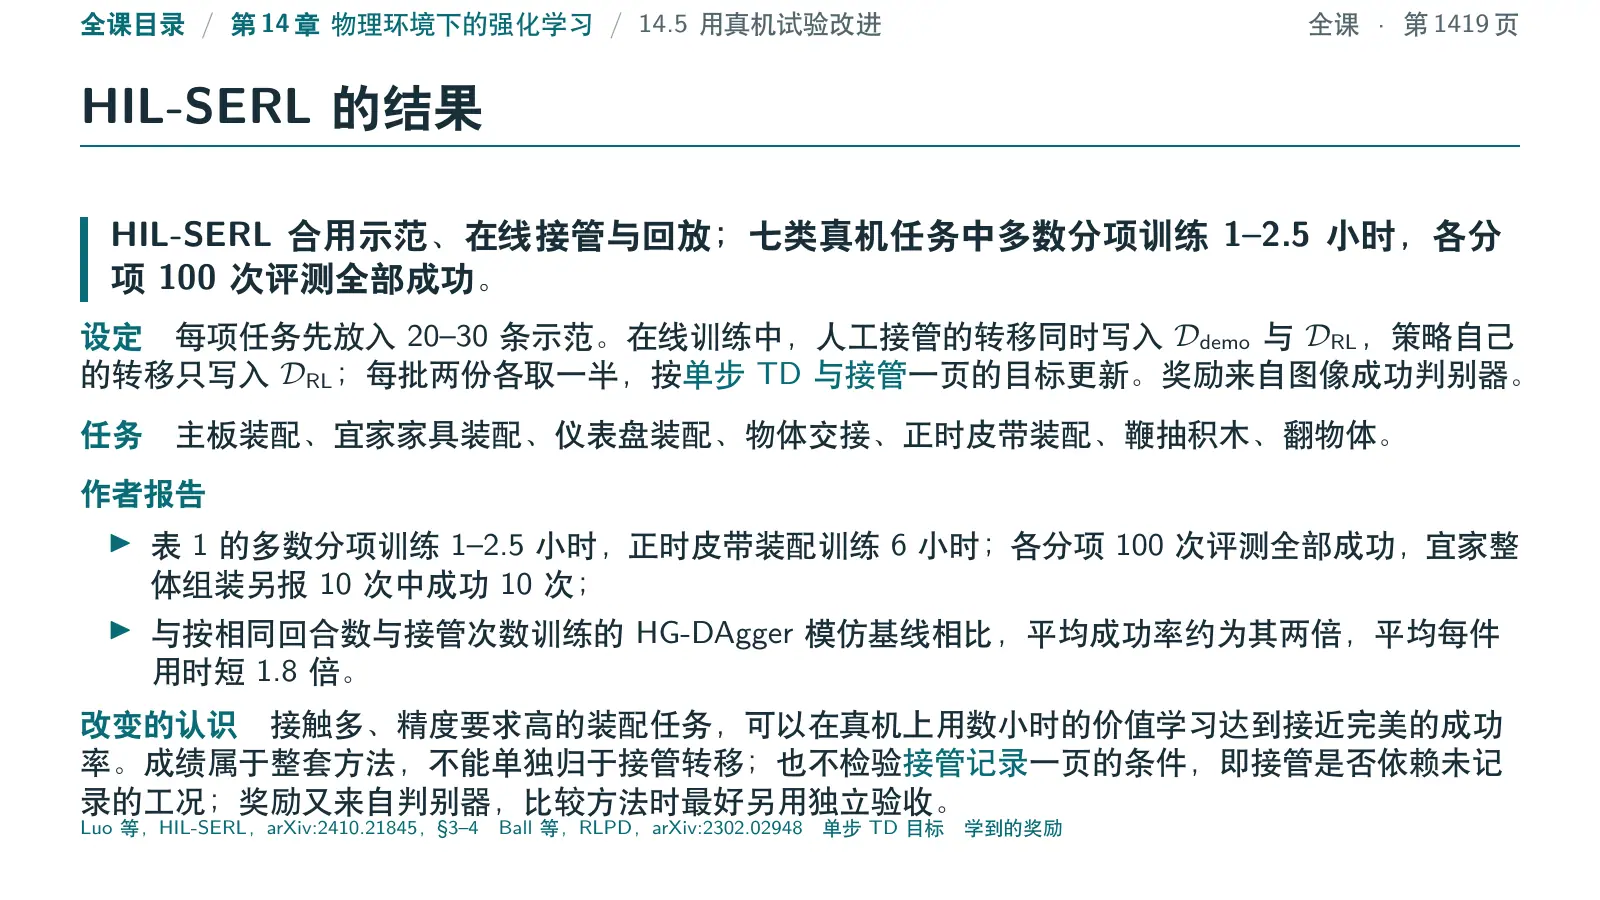 全课目录 / 第 14 章 物理环境下的强化学习 / 14.5 用真机试验改进
全课 · 第 1419 页
HIL-SERL 的结果
HIL-SERL 合用示范、在线接管与回放；七类真机任务中多数分项训练 1–2.5 小时，各分
项 100 次评测全部成功。
设定 每项任务先放入 20–30 条示范。在线训练中，人工接管的转移同时写入 𝒟demo 与 𝒟RL，策略自己
的转移只写入 𝒟RL；每批两份各取一半，按单步 TD 与接管一页的目标更新。奖励来自图像成功判别器。
任务 主板装配、宜家家具装配、仪表盘装配、物体交接、正时皮带装配、鞭抽积木、翻物体。
作者报告
▶ 表 1 的多数分项训练 1–2.5 小时，正时皮带装配训练 6 小时；各分项 100 次评测全部成功，宜家整
体组装另报 10 次中成功 10 次；
▶ 与按相同回合数与接管次数训练的 HG-DAgger 模仿基线相比，平均成功率约为其两倍，平均每件
用时短 1.8 倍。
改变的认识 接触多、精度要求高的装配任务，可以在真机上用数小时的价值学习达到接近完美的成功
率。成绩属于整套方法，不能单独归于接管转移；也不检验接管记录一页的条件，即接管是否依赖未记
录的工况；奖励又来自判别器，比较方法时最好另用独立验收。
Luo 等，HIL-SERL，arXiv:2410.21845，§3–4 Ball 等，RLPD，arXiv:2302.02948 单步 TD 目标 学到的奖励